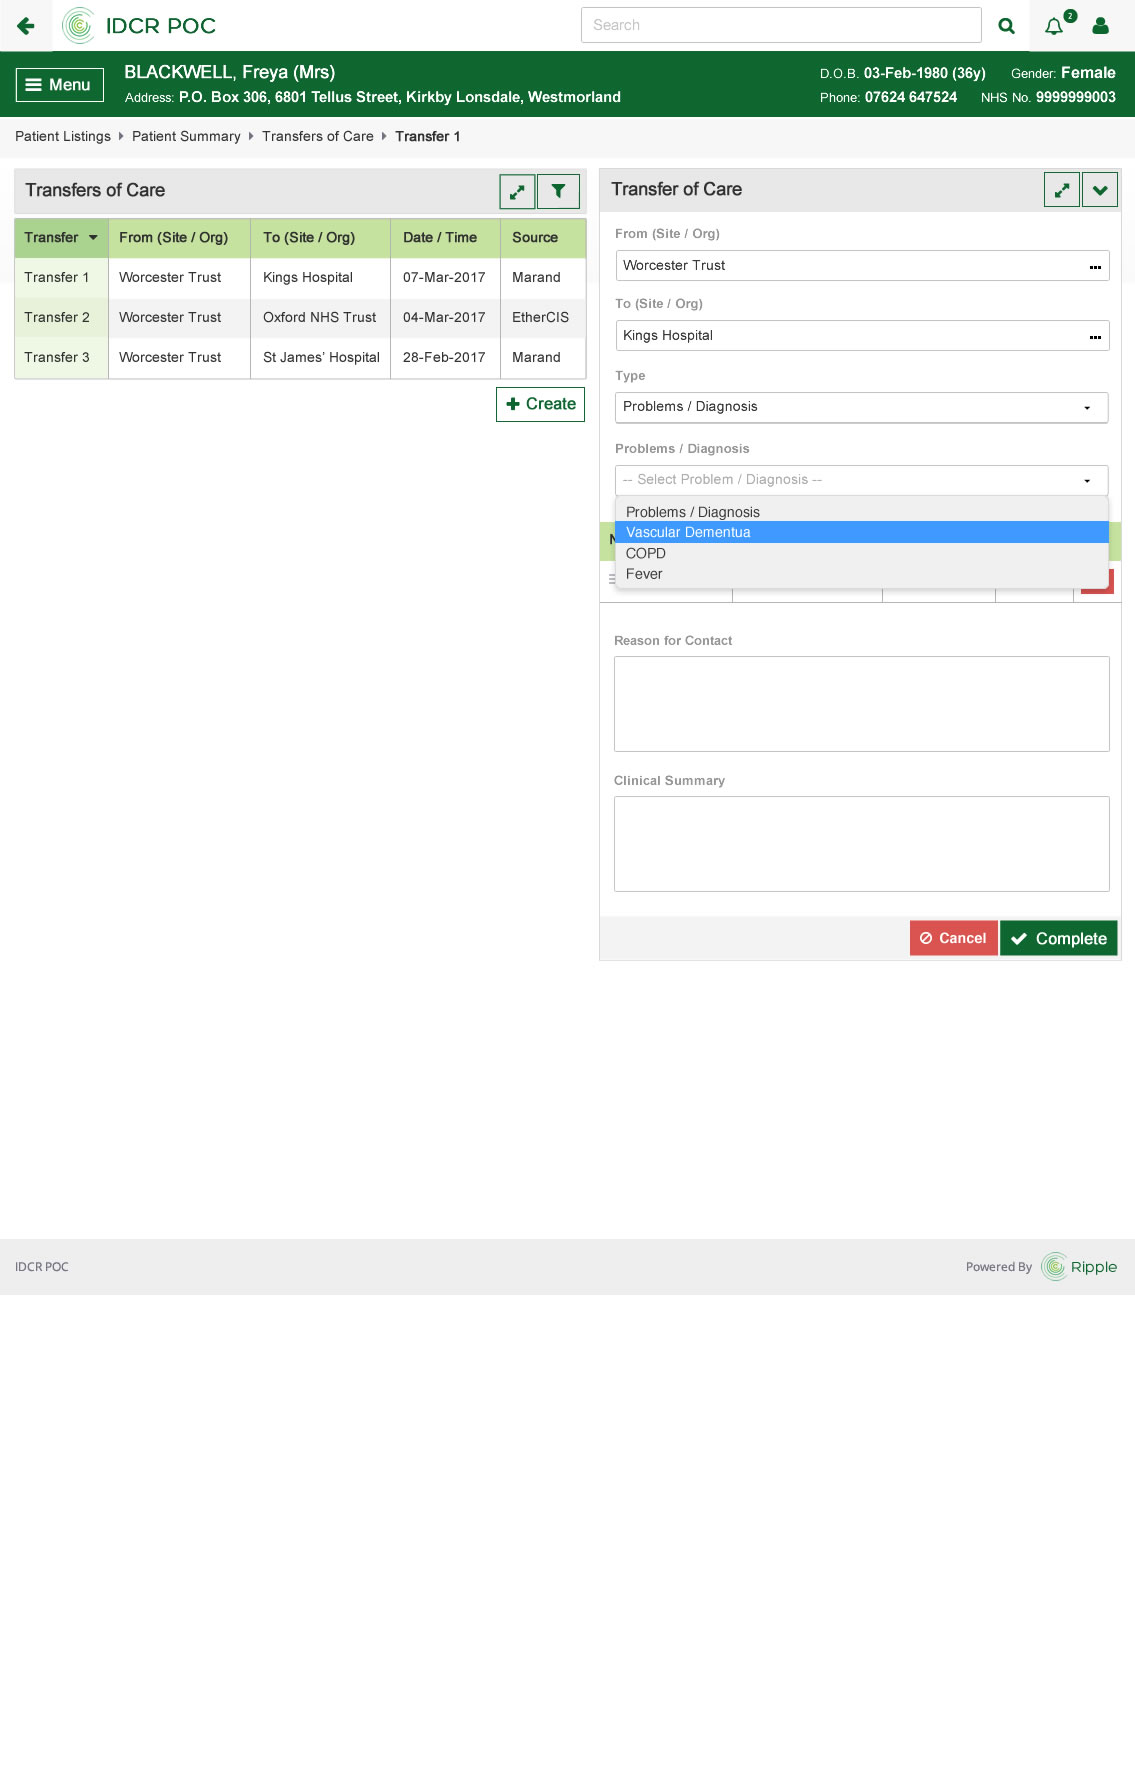 IDCR POC
Search
2
Menu
BLACKWELL, Freya (Mrs)
Address: P.O. Box 306, 6801 Tellus Street, Kirkby Lonsdale, Westmorland
D.O.B. 03-Feb-1980 (36y) Gender: Female
Phone: 07624 647524 NHS No. 9999999003
Patient Listings Patient Summary Transfers of Care Transfer 1
Transfers of Care
Transfer From (Site / Org) To (Site / Org) Date / Time Source
Transfer 1 Worcester Trust Kings Hospital 07-Mar-2017 Marand
Transfer 2 Worcester Trust Oxford NHS Trust 04-Mar-2017 EtherCIS
Transfer 3 Worcester Trust St James’ Hospital 28-Feb-2017 Marand
Create
Transfer of Care
From (Site / Org)
Worcester Trust
To (Site / Org)
Kings Hospital
Type
Problems / Diagnosis
Problems / Diagnosis
-- Select Problem / Diagnosis --
Problems / Diagnosis
Vascular Dementua
COPD
Fever
Reason for Contact
Clinical Summary
Cancel
Complete
IDCR POC
Powered By Ripple